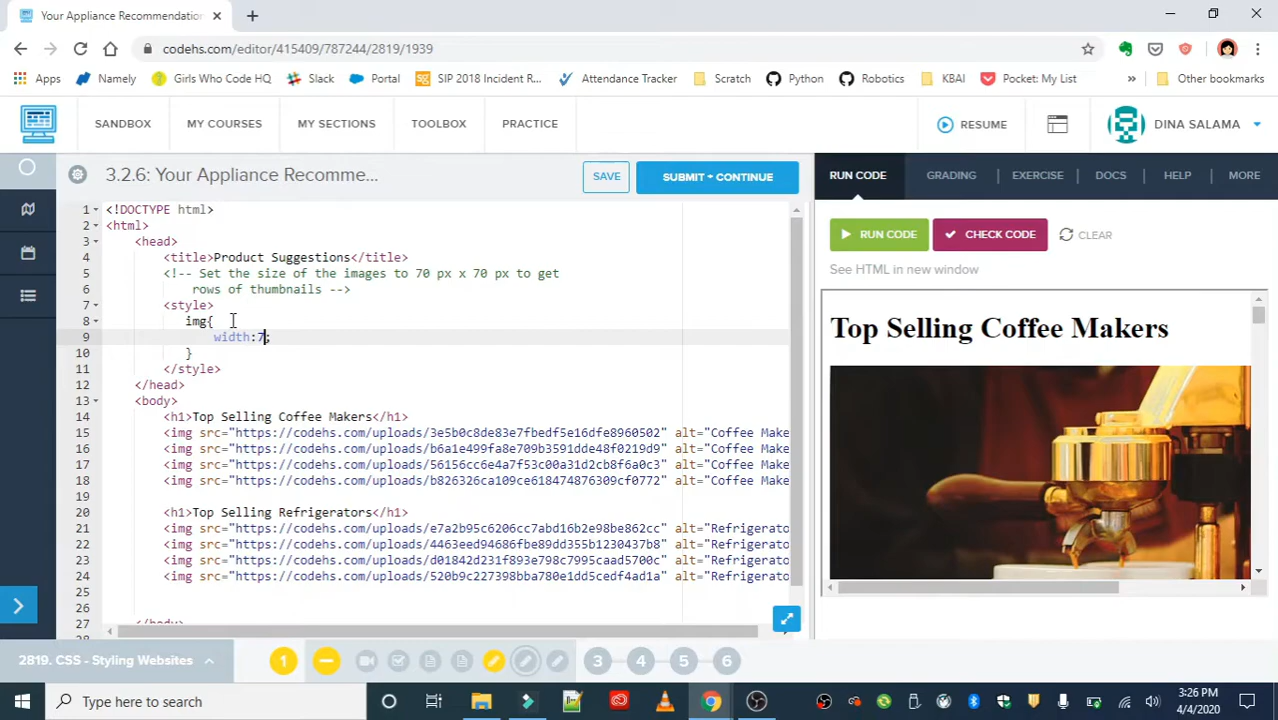 Your Appliance Recommendation
codehs.com/editor/415409/787244/2819/1939
Apps Namely Girls Who Code HQ Slack Portal SIP 2018 Incident R... Attendance Tracker Scratch Python Robotics KBAI Pocket: My List » Other bookmarks
SANDBOX MY COURSES MY SECTIONS TOOLBOX PRACTICE RESUME DINA SALAMA
3.2.6: Your Appliance Recomme... SAVE SUBMIT + CONTINUE
RUN CODE GRADING EXERCISE DOCS HELP MORE
RUN CODE CHECK CODE CLEAR
See HTML in new window
Top Selling Coffee Makers
1 <!DOCTYPE html>
2 <html>
3 <head>
4 <title>Product Suggestions</title>
5 <!-- Set the size of the images to 70 px x 70 px to get
6 rows of thumbnails -->
7 <style>
8 img{
9 width:7;
10 }
11 </style>
12 </head>
13 <body>
14 <h1>Top Selling Coffee Makers</h1>
15 <img src="https://codehs.com/uploads/3e5b0c8de83e7fbedf5e16dfe8960502" alt="Coffee Make
16 <img src="https://codehs.com/uploads/b6a1e499fa8e709b3591dde48f0219d9" alt="Coffee Make
17 <img src="https://codehs.com/uploads/56156cc6e4a7f53c00a31d2cb8f6a0c3" alt="Coffee Make
18 <img src="https://codehs.com/uploads/b826326ca109ce618474876309cf0772" alt="Coffee Make
19
20 <h1>Top Selling Refrigerators</h1>
21 <img src="https://codehs.com/uploads/e7a2b95c6206cc7abd16b2e98be862cc" alt="Refrigerato
22 <img src="https://codehs.com/uploads/4463eed94686fbe89dd355b1230437b8" alt="Refrigerato
23 <img src="https://codehs.com/uploads/d01842d231f893e798c7995caad5700c" alt="Refrigerato
24 <img src="https://codehs.com/uploads/520b9c227398bba780e1dd5cedf4ad1a" alt="Refrigerato
25
26
27 </body>
2819. CSS - Styling Websites 1 3 4 5 6
Type here to search
3:26 PM
4/4/2020